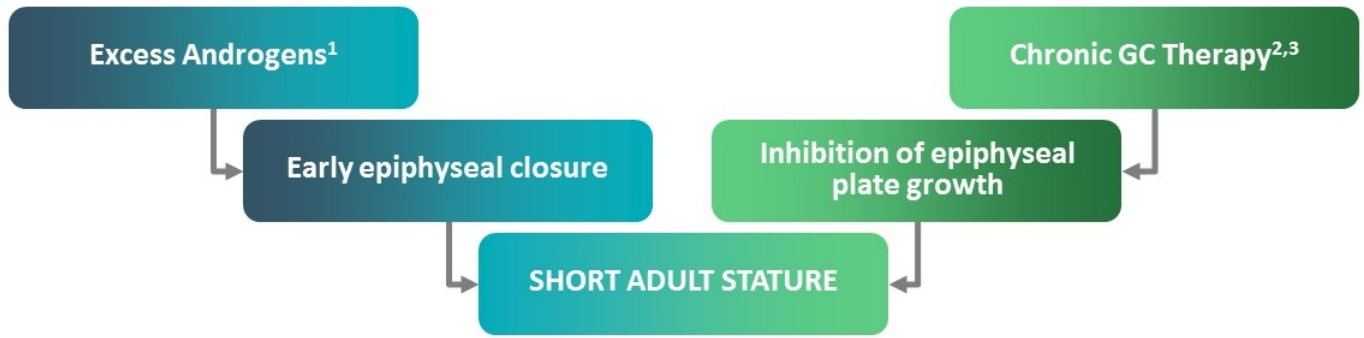 Excess Androgens¹
Chronic GC Therapy²,³
Early epiphyseal closure
Inhibition of epiphyseal
plate growth
SHORT ADULT STATURE